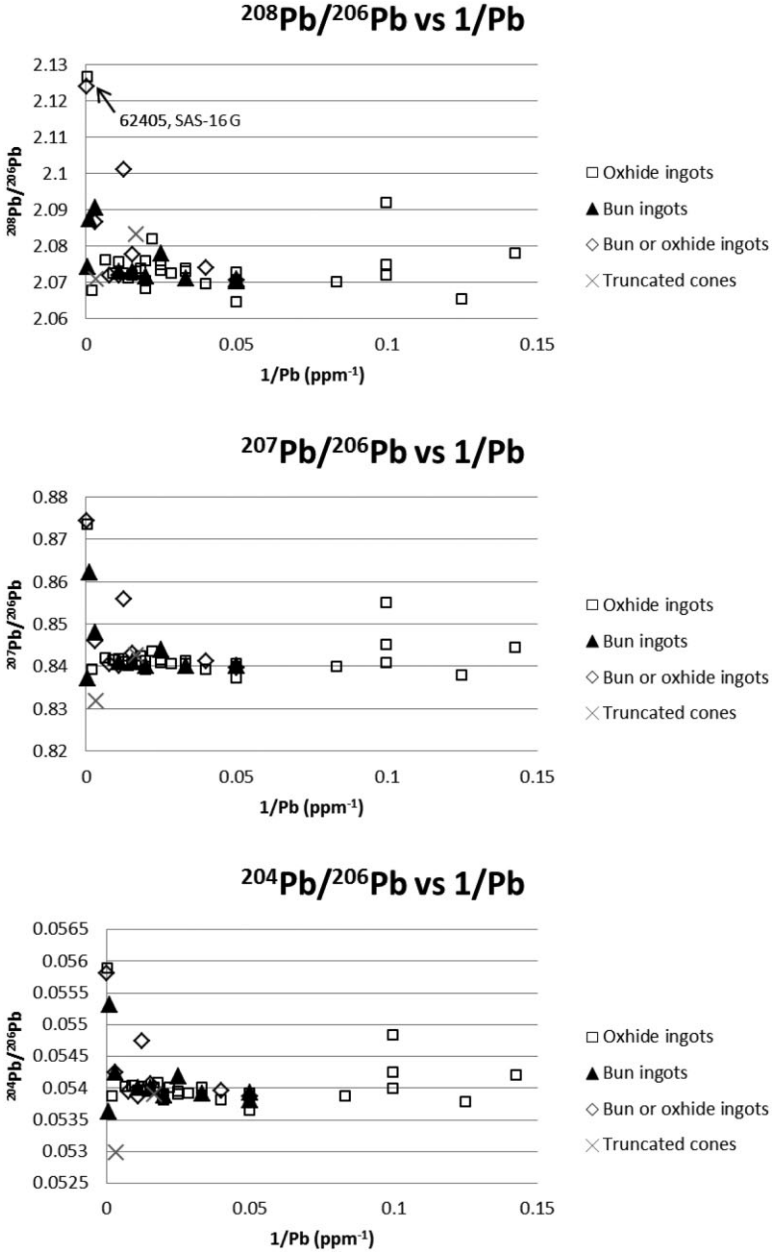 ²⁰⁸Pb/²⁰⁶Pb vs 1/Pb
2.13
2.12
2.11
2.1
2.09
2.08
2.07
2.06
²⁰⁸Pb/²⁰⁶Pb
62405, SAS-16 G
0 0.05 0.1 0.15
1/Pb (ppm⁻¹)
Oxhide ingots
Bun ingots
Bun or oxhide ingots
Truncated cones
²⁰⁷Pb/²⁰⁶Pb vs 1/Pb
0.88
0.87
0.86
0.85
0.84
0.83
0.82
²⁰⁷Pb/²⁰⁶Pb
0 0.05 0.1 0.15
1/Pb (ppm⁻¹)
Oxhide ingots
Bun ingots
Bun or oxhide ingots
Truncated cones
²⁰⁴Pb/²⁰⁶Pb vs 1/Pb
0.0565
0.056
0.0555
0.055
0.0545
0.054
0.0535
0.053
0.0525
²⁰⁴Pb/²⁰⁶Pb
0 0.05 0.1 0.15
1/Pb (ppm⁻¹)
Oxhide ingots
Bun ingots
Bun or oxhide ingots
Truncated cones